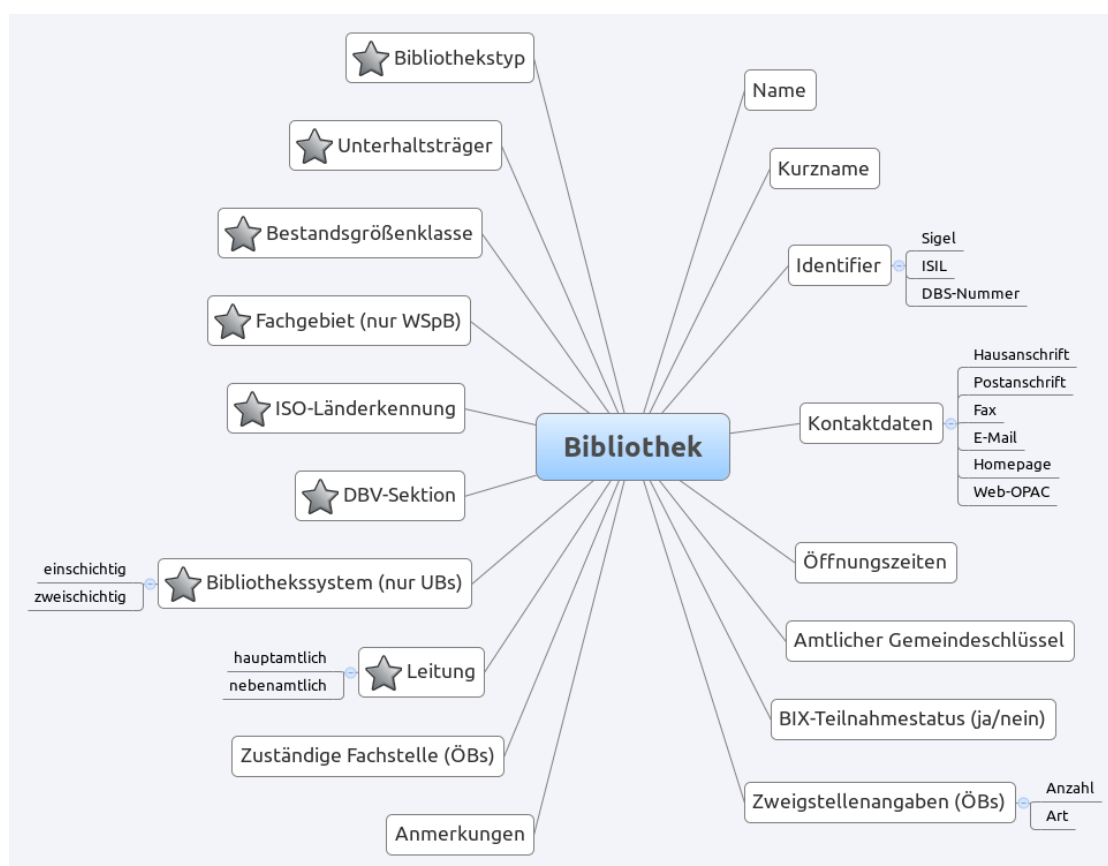 Bibliothek
Name
Kurzname
Identifier
Sigel
ISIL
DBS-Nummer
Kontaktdaten
Hausanschrift
Postanschrift
Fax
E-Mail
Homepage
Web-OPAC
Öffnungszeiten
Amtlicher Gemeindeschlüssel
BIX-Teilnahmestatus (ja/nein)
Zweigstellenangaben (ÖBs)
Anzahl
Art
Bibliothekstyp
Unterhaltsträger
Bestandsgrößenklasse
Fachgebiet (nur WSpB)
ISO-Länderkennung
DBV-Sektion
Bibliothekssystem (nur UBs)
einschichtig
zweischichtig
Leitung
hauptamtlich
nebenamtlich
Zuständige Fachstelle (ÖBs)
Anmerkungen